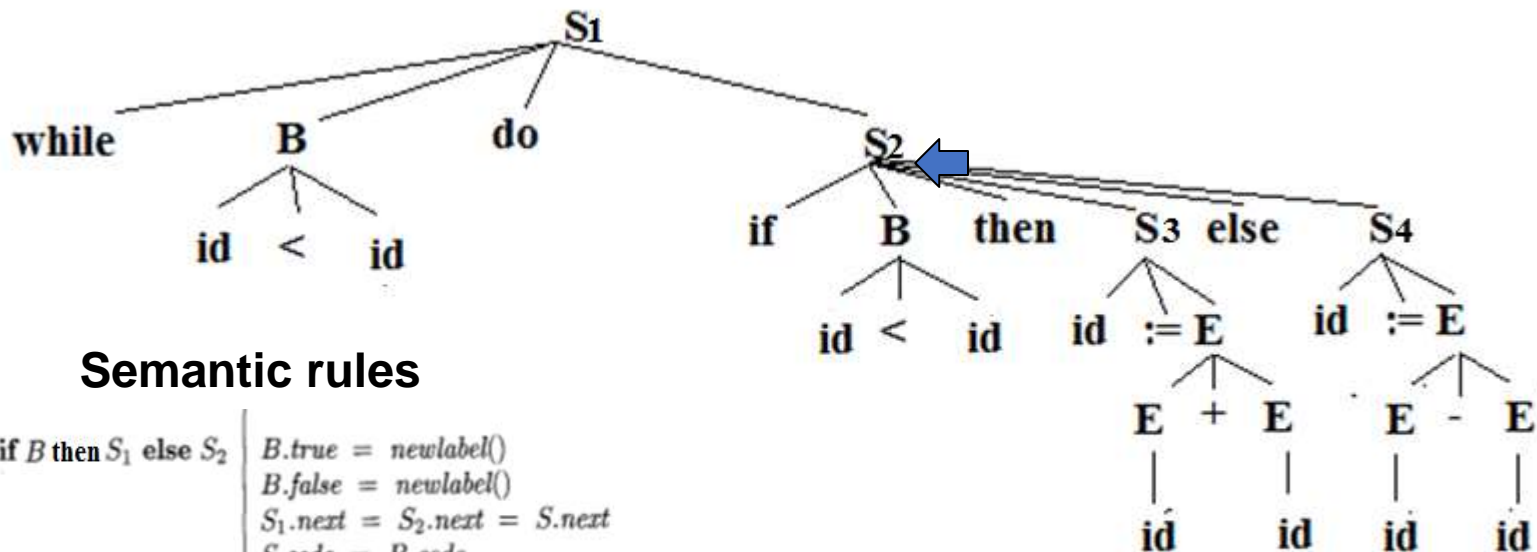 S1
while B do S2
id < id
if B then S3 else S4
id < id id := E id := E
Semantic rules
E + E E - E
if B then S1 else S2 B.true = newlabel()
B.false = newlabel()
S1.next = S2.next = S.next
id id id id